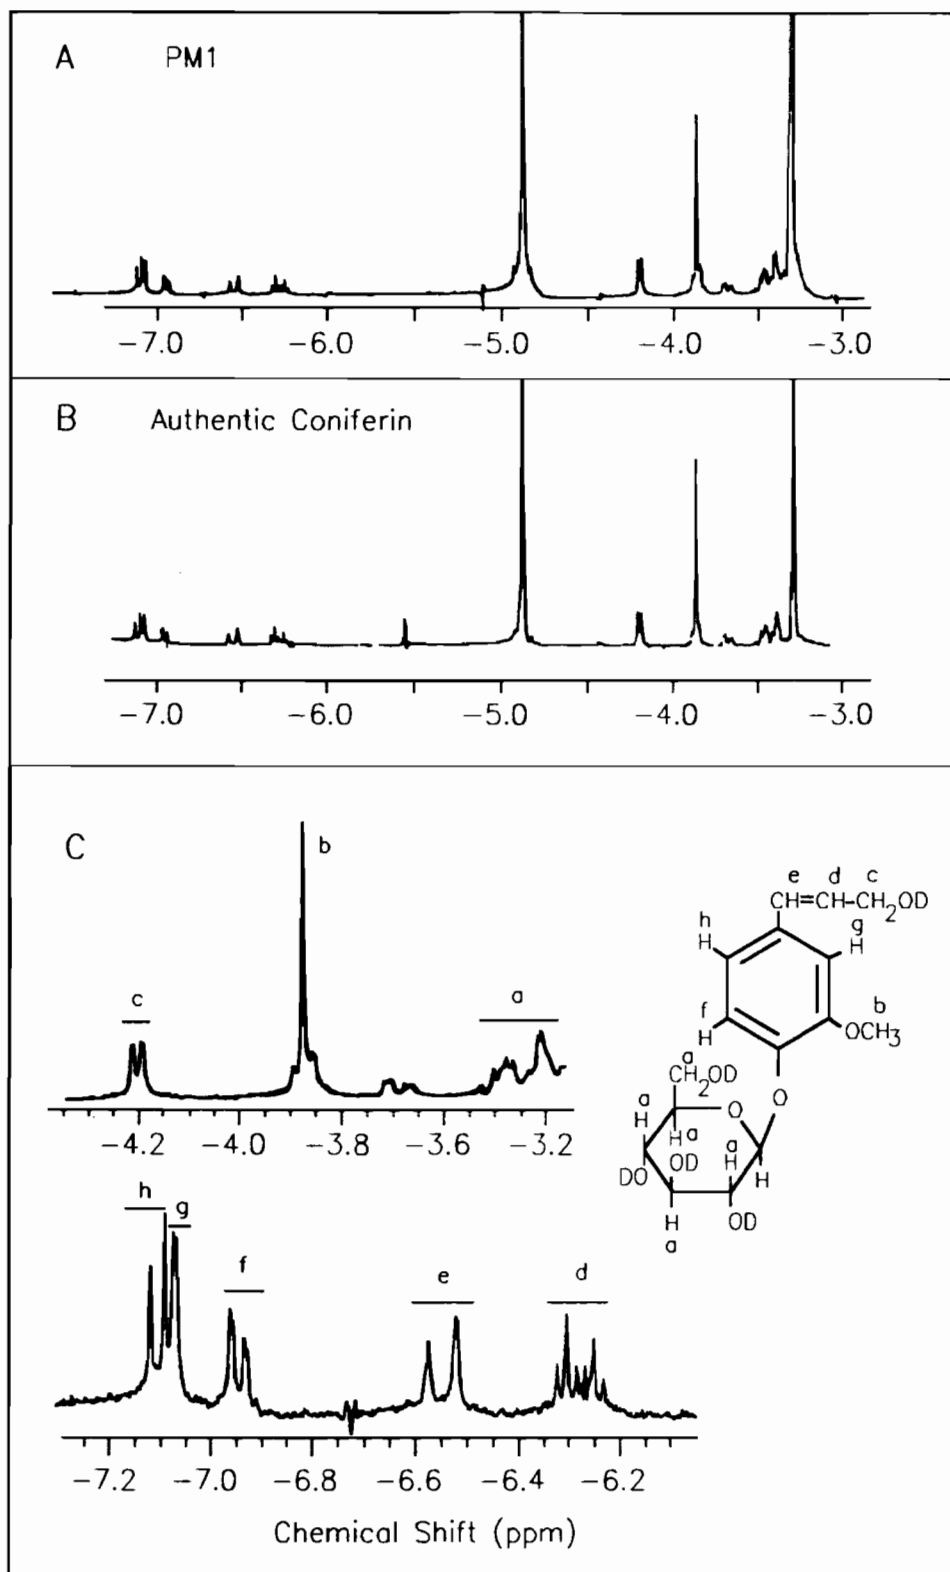 A PM1
−7.0 −6.0 −5.0 −4.0 −3.0
B Authentic Coniferin
−7.0 −6.0 −5.0 −4.0 −3.0
C
b
c
a
−4.2 −4.0 −3.8 −3.6 −3.2
e d c
CH=CH-CH2OD
h
H
g
H
f
H
b
OCH3
a
CH2OD
O
O
a
H
H a
a
H
DO
OD
H
H
a
OD
h
g
f
e
d
−7.2 −7.0 −6.8 −6.6 −6.4 −6.2
Chemical Shift (ppm)